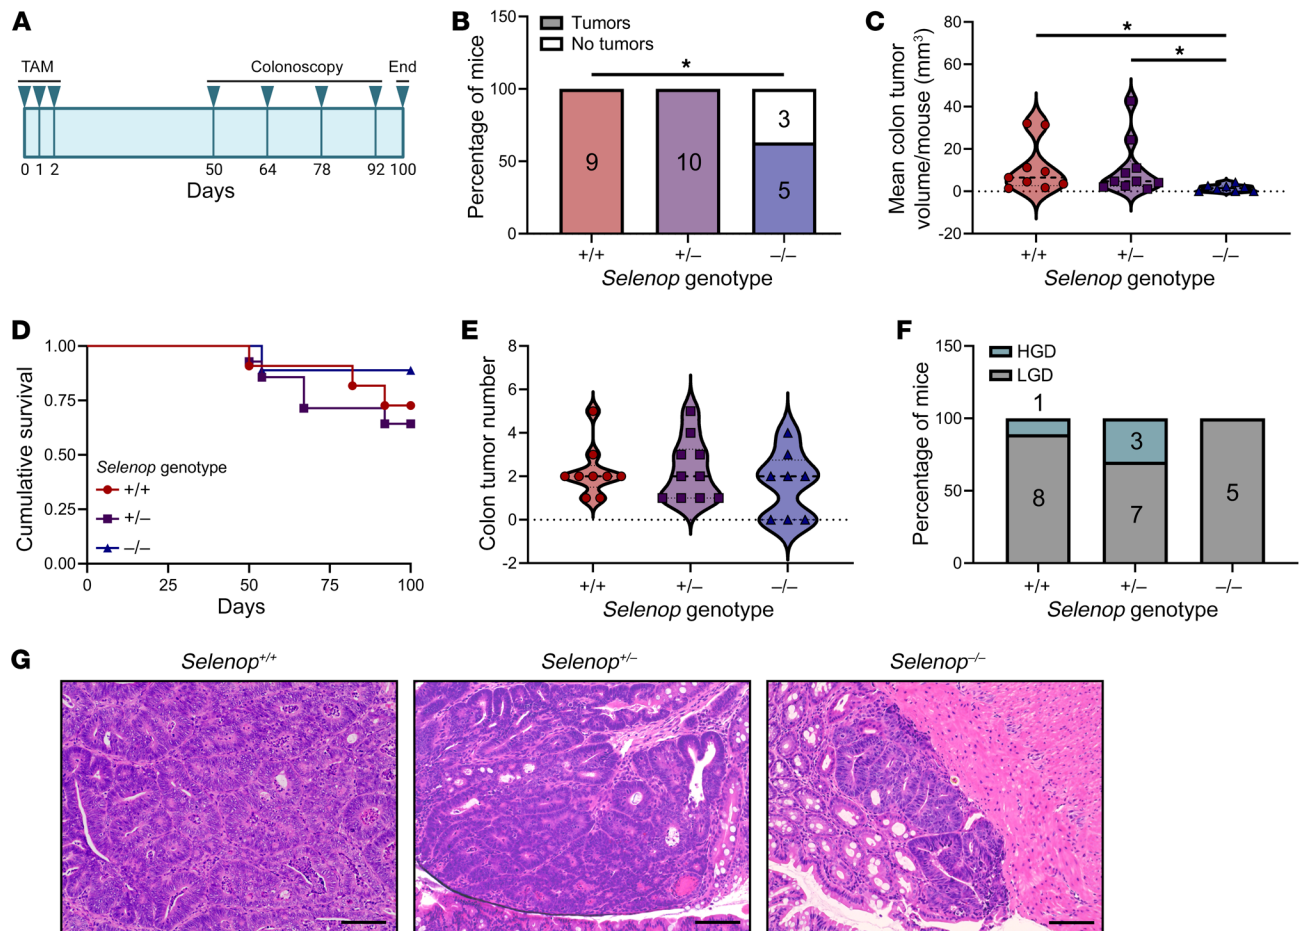 A
TAM
Colonoscopy
End
0 1 2 50 64 78 92 100
Days
B
Tumors
No tumors
Percentage of mice
150
100
50
0
*
9
10
3
5
+/+
+/–
–/–
Selenop genotype
C
Mean colon tumor
volume/mouse (mm³)
80
60
40
20
0
-20
*
*
+/+
+/–
–/–
Selenop genotype
D
Cumulative survival
1.00
0.75
0.50
0.25
0.00
Selenop genotype
+/+
+/–
–/–
0 25 50 75 100
Days
E
Colon tumor number
8
6
4
2
0
-2
+/+
+/–
–/–
Selenop genotype
F
HGD
LGD
Percentage of mice
150
100
50
0
1
8
3
7
5
+/+
+/–
–/–
Selenop genotype
G
Selenop+/+
Selenop+/–
Selenop–/–